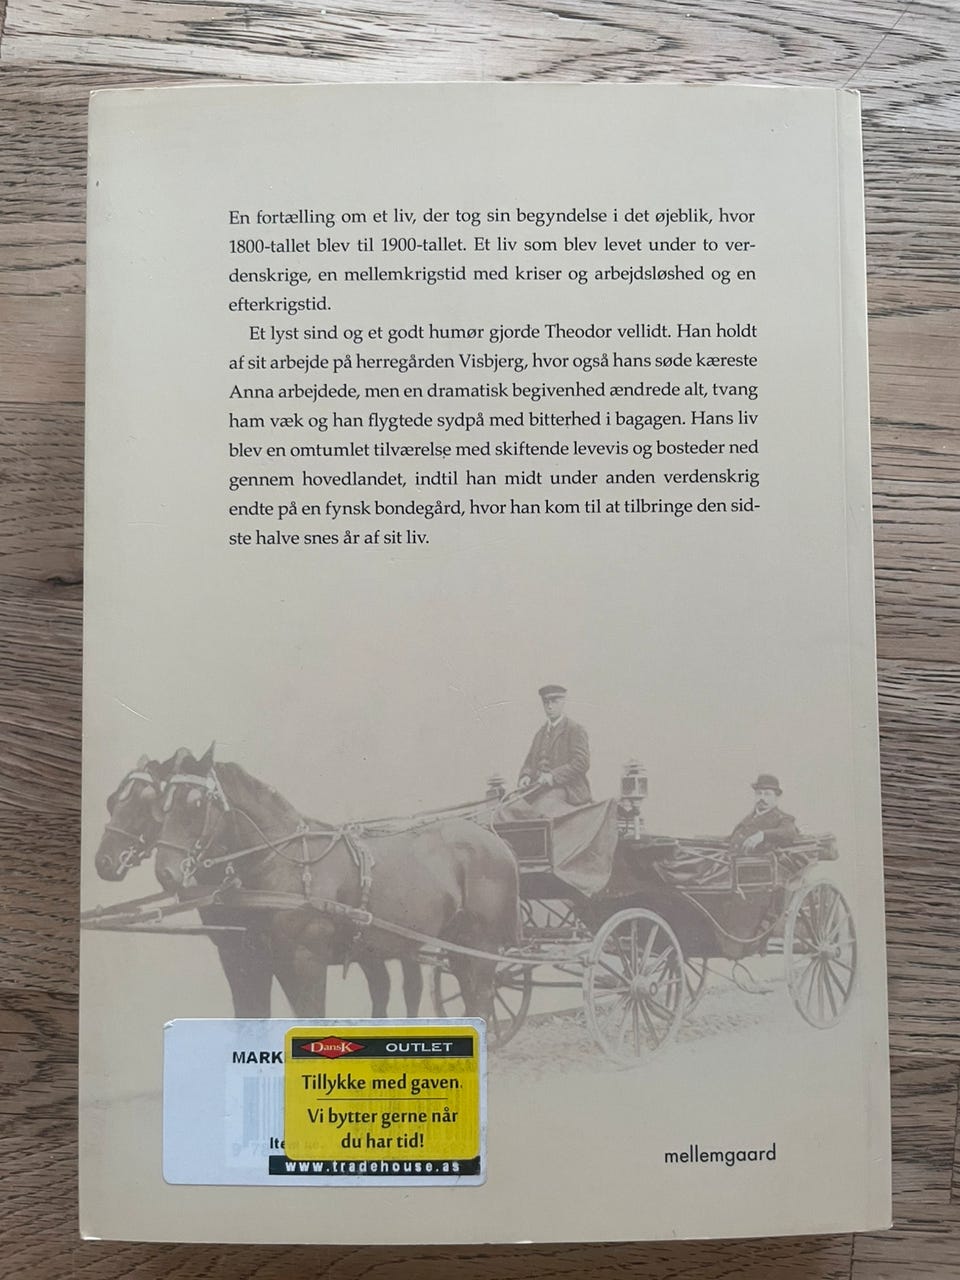 En fortælling om et liv, der tog sin begyndelse i det øjeblik, hvor
1800-tallet blev til 1900-tallet. Et liv som blev levet under to ver-
denskrige, en mellemkrigstid med kriser og arbejdsløshed og en
efterkrigstid.
Et lyst sind og et godt humør gjorde Theodor vellidt. Han holdt
af sit arbejde på herregården Visbjerg, hvor også hans søde kæreste
Anna arbejdede, men en dramatisk begivenhed ændrede alt, tvang
ham væk og han flygtede sydpå med bitterhed i bagagen. Hans liv
blev en omtumlet tilværelse med skiftende levevis og bosteder ned
gennem hovedlandet, indtil han midt under anden verdenskrig
endte på en fynsk bondegård, hvor han kom til at tilbringe den sid-
ste halve snes år af sit liv.
MARK
DANSK OUTLET
Tillykke med gaven.
Vi bytter gerne når
du har tid!
www.tradehouse.as
mellemgaard